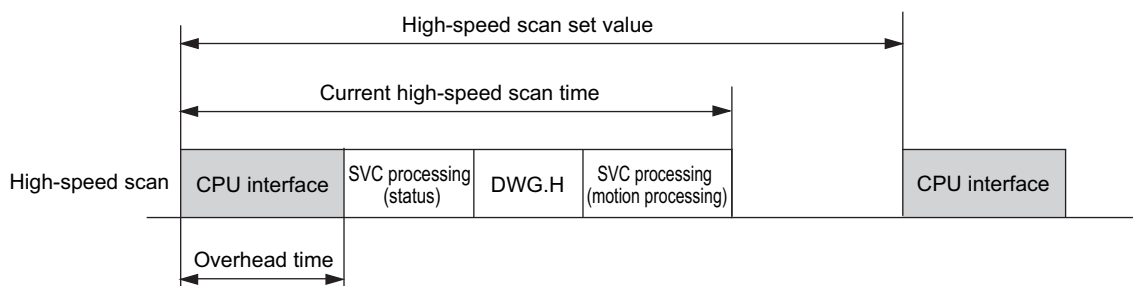 High-speed scan set value
Current high-speed scan time
High-speed scan
CPU interface
SVC processing
(status)
DWG.H
SVC processing
(motion processing)
CPU interface
Overhead time